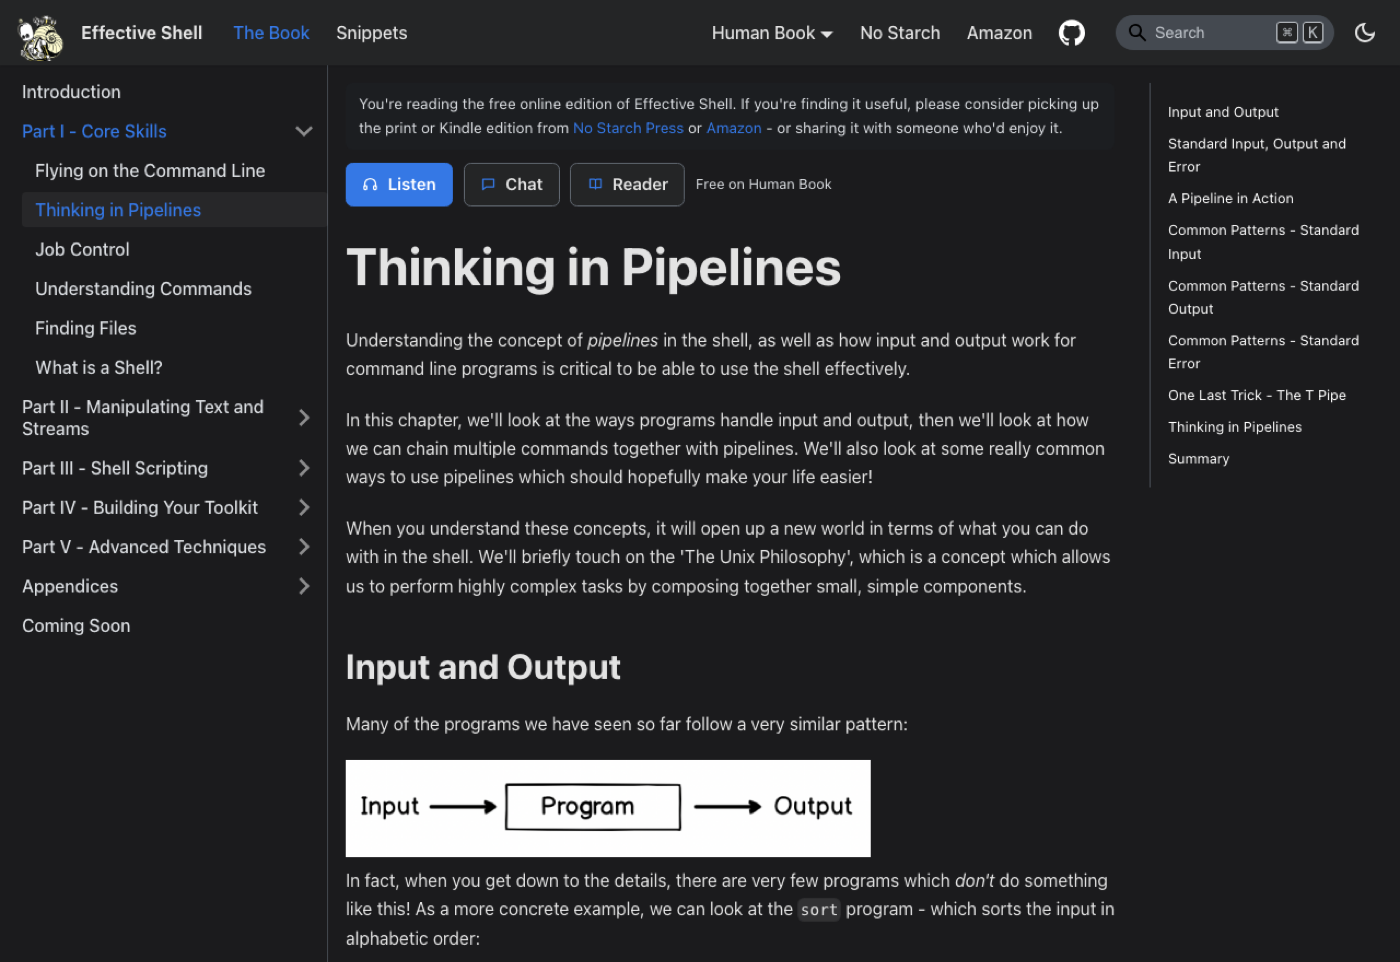 Effective Shell
The Book
Snippets
Human Book
No Starch
Amazon
Search
⌘ K
Introduction
Part I - Core Skills
Flying on the Command Line
Thinking in Pipelines
Job Control
Understanding Commands
Finding Files
What is a Shell?
Part II - Manipulating Text and
Streams
Part III - Shell Scripting
Part IV - Building Your Toolkit
Part V - Advanced Techniques
Appendices
Coming Soon
You're reading the free online edition of Effective Shell. If you're finding it useful, please consider picking up
the print or Kindle edition from No Starch Press or Amazon - or sharing it with someone who'd enjoy it.
Listen
Chat
Reader
Free on Human Book
Thinking in Pipelines
Understanding the concept of pipelines in the shell, as well as how input and output work for
command line programs is critical to be able to use the shell effectively.
In this chapter, we'll look at the ways programs handle input and output, then we'll look at how
we can chain multiple commands together with pipelines. We'll also look at some really common
ways to use pipelines which should hopefully make your life easier!
When you understand these concepts, it will open up a new world in terms of what you can do
with in the shell. We'll briefly touch on the 'The Unix Philosophy', which is a concept which allows
us to perform highly complex tasks by composing together small, simple components.
Input and Output
Many of the programs we have seen so far follow a very similar pattern:
Input
Program
Output
In fact, when you get down to the details, there are very few programs which don't do something
like this! As a more concrete example, we can look at the sort program - which sorts the input in
alphabetic order:
Input and Output
Standard Input, Output and
Error
A Pipeline in Action
Common Patterns - Standard
Input
Common Patterns - Standard
Output
Common Patterns - Standard
Error
One Last Trick - The T Pipe
Thinking in Pipelines
Summary